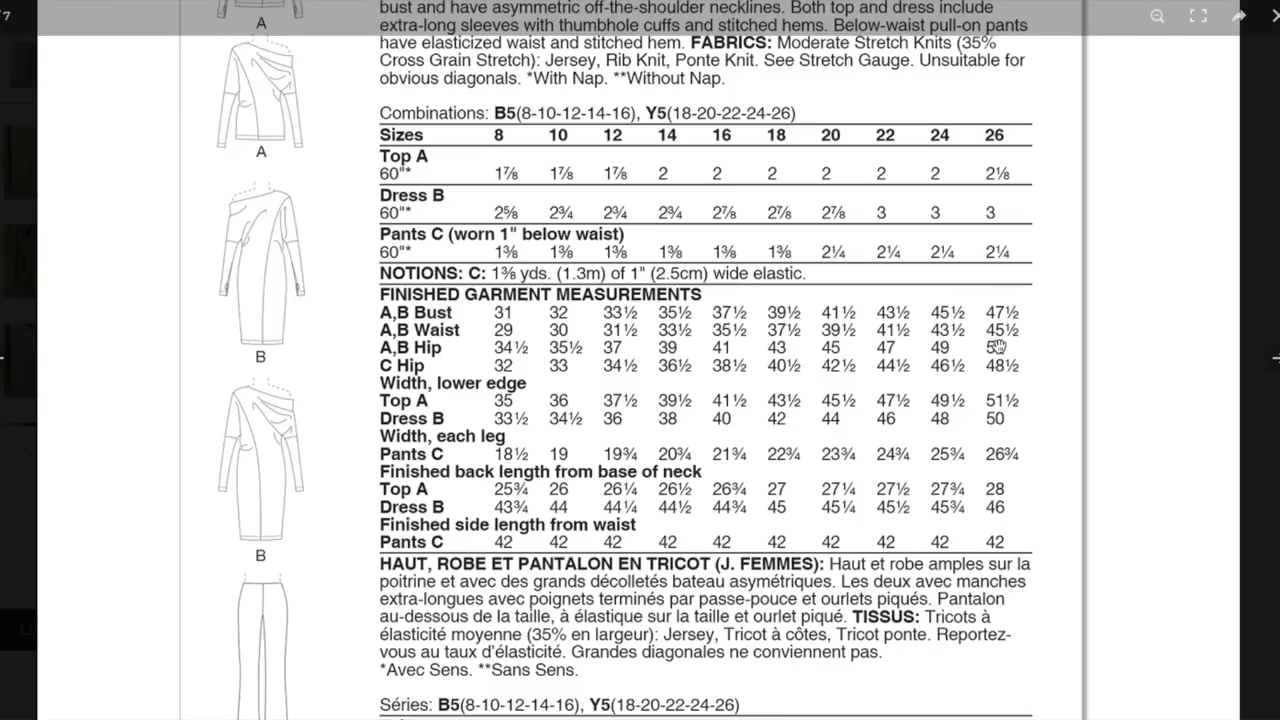 /7
bust and have asymmetric off-the-shoulder necklines. Both top and dress include
extra-long sleeves with thumbhole cuffs and stitched hems. Below-waist pull-on pants
have elasticized waist and stitched hem. FABRICS: Moderate Stretch Knits (35%
Cross Grain Stretch): Jersey, Rib Knit, Ponte Knit. See Stretch Gauge. Unsuitable for
obvious diagonals. *With Nap. **Without Nap.
Combinations: B5(8-10-12-14-16), Y5(18-20-22-24-26)
Sizes 8 10 12 14 16 18 20 22 24 26
Top A
60"* 1⅞ 1⅞ 1⅞ 2 2 2 2 2 2 2⅛
Dress B
60"* 2⅝ 2¾ 2¾ 2¾ 2⅞ 2⅞ 2⅞ 3 3 3
Pants C (worn 1" below waist)
60"* 1⅜ 1⅜ 1⅜ 1⅜ 1⅜ 1⅜ 2¼ 2¼ 2¼ 2¼
NOTIONS: C: 1⅜ yds. (1.3m) of 1" (2.5cm) wide elastic.
FINISHED GARMENT MEASUREMENTS
A,B Bust 31 32 33½ 35½ 37½ 39½ 41½ 43½ 45½ 47½
A,B Waist 29 30 31½ 33½ 35½ 37½ 39½ 41½ 43½ 45½
A,B Hip 34½ 35½ 37 39 41 43 45 47 49
C Hip 32 33 34½ 36½ 38½ 40½ 42½ 44½ 46½ 48½
Width, lower edge
Top A 35 36 37½ 39½ 41½ 43½ 45½ 47½ 49½ 51½
Dress B 33½ 34½ 36 38 40 42 44 46 48 50
Width, each leg
Pants C 18½ 19 19¾ 20¾ 21¾ 22¾ 23¾ 24¾ 25¾ 26¾
Finished back length from base of neck
Top A 25¾ 26 26¼ 26½ 26¾ 27 27¼ 27½ 27¾ 28
Dress B 43¾ 44 44¼ 44½ 44¾ 45 45¼ 45½ 45¾ 46
Finished side length from waist
Pants C 42 42 42 42 42 42 42 42 42 42
HAUT, ROBE ET PANTALON EN TRICOT (J. FEMMES): Haut et robe amples sur la
poitrine et avec des grands décolletés bateau asymétriques. Les deux avec manches
extra-longues avec poignets terminés par passe-pouce et ourlets piqués. Pantalon
au-dessous de la taille, à élastique sur la taille et ourlet piqué. TISSUS: Tricots à
élasticité moyenne (35% en largeur): Jersey, Tricot à côtes, Tricot ponte. Reportez-
vous au taux d'élasticité. Grandes diagonales ne conviennent pas.
*Avec Sens. **Sans Sens.
Séries: B5(8-10-12-14-16), Y5(18-20-22-24-26)
A
A
B
B